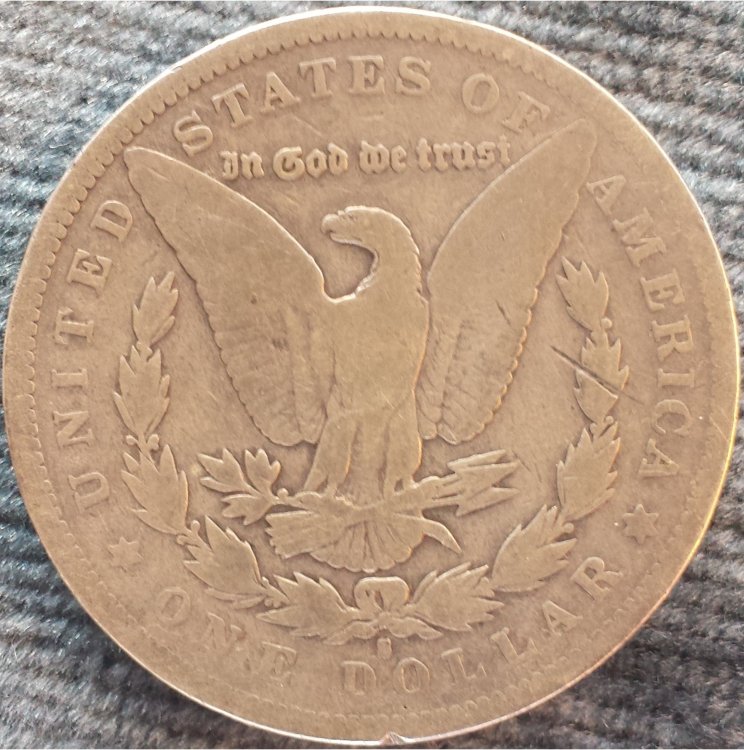 UNITED STATES OF AMERICA
In God we trust
S
ONE DOLLAR